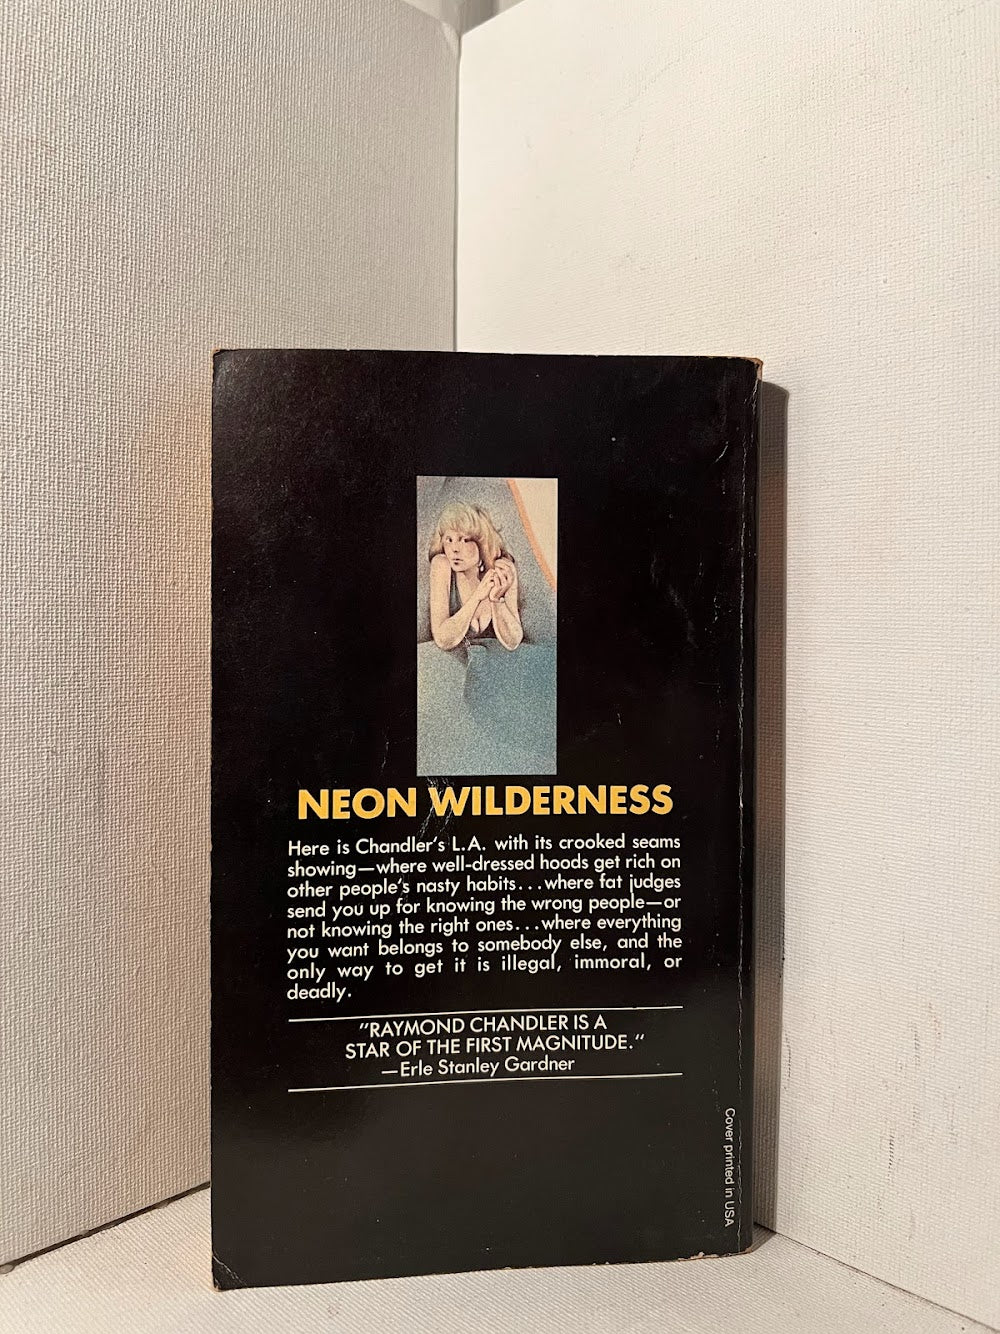 NEON WILDERNESS
Here is Chandler's L.A. with its crooked seams
showing—where well-dressed hoods get rich on
other people's nasty habits...where fat judges
send you up for knowing the wrong people—or
not knowing the right ones...where everything
you want belongs to somebody else, and the
only way to get it is illegal, immoral, or
deadly.
"RAYMOND CHANDLER IS A
STAR OF THE FIRST MAGNITUDE."
—Erle Stanley Gardner
Cover printed in USA